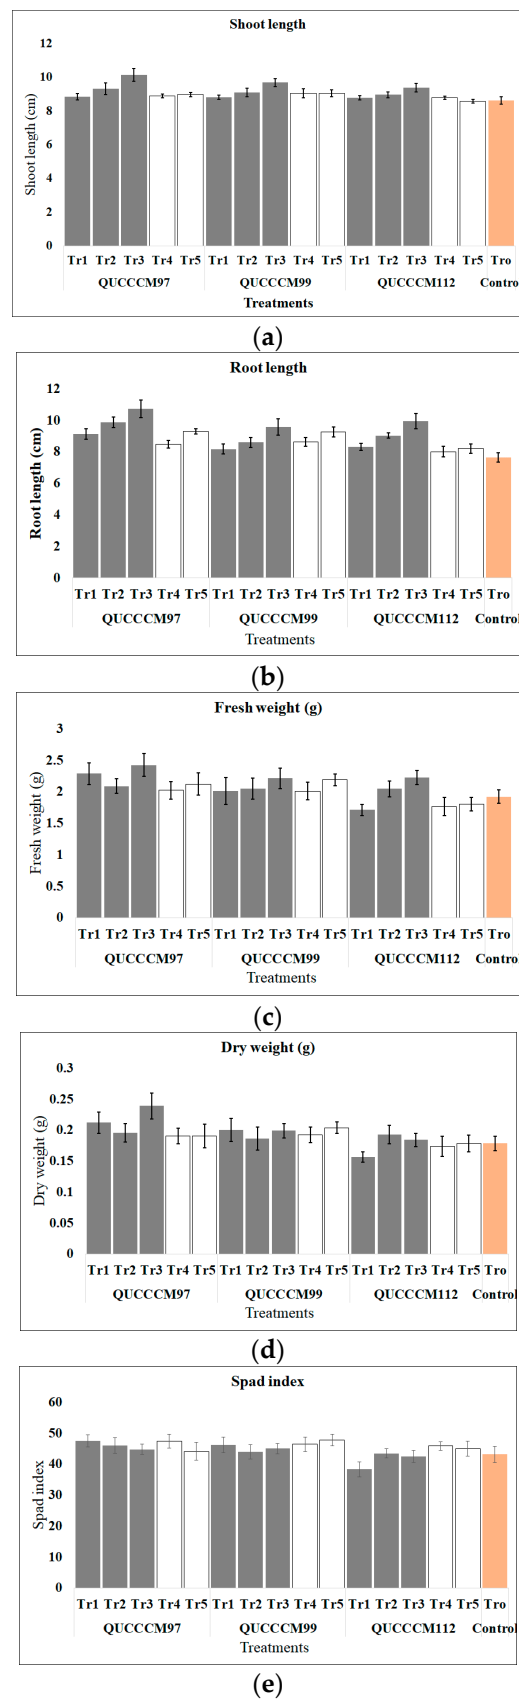 Shoot length
12
10
8
6
4
2
0
Shoot length (cm)
Tr1 Tr2 Tr3 Tr4 Tr5 Tr1 Tr2 Tr3 Tr4 Tr5 Tr1 Tr2 Tr3 Tr4 Tr5 Tro
QUCCCM97 QUCCCM99 QUCCCM112 Control
Treatments
(a)
Root length
12
10
8
6
4
2
0
Root length (cm)
Tr1 Tr2 Tr3 Tr4 Tr5 Tr1 Tr2 Tr3 Tr4 Tr5 Tr1 Tr2 Tr3 Tr4 Tr5 Tro
QUCCCM97 QUCCCM99 QUCCCM112 Control
Treatments
(b)
Fresh weight (g)
3
2.5
2
1.5
1
0.5
0
Fresh weight (g)
Tr1 Tr2 Tr3 Tr4 Tr5 Tr1 Tr2 Tr3 Tr4 Tr5 Tr1 Tr2 Tr3 Tr4 Tr5 Tro
QUCCCM97 QUCCCM99 QUCCCM112 Control
Treatments
(c)
Dry weight (g)
0.3
0.25
0.2
0.15
0.1
0.05
0
Dry weight (g)
Tr1 Tr2 Tr3 Tr4 Tr5 Tr1 Tr2 Tr3 Tr4 Tr5 Tr1 Tr2 Tr3 Tr4 Tr5 Tro
QUCCCM97 QUCCCM99 QUCCCM112 Control
Treatments
(d)
Spad index
60
50
40
30
20
10
0
Spad index
Tr1 Tr2 Tr3 Tr4 Tr5 Tr1 Tr2 Tr3 Tr4 Tr5 Tr1 Tr2 Tr3 Tr4 Tr5 Tro
QUCCCM97 QUCCCM99 QUCCCM112 Control
Treatments
(e)